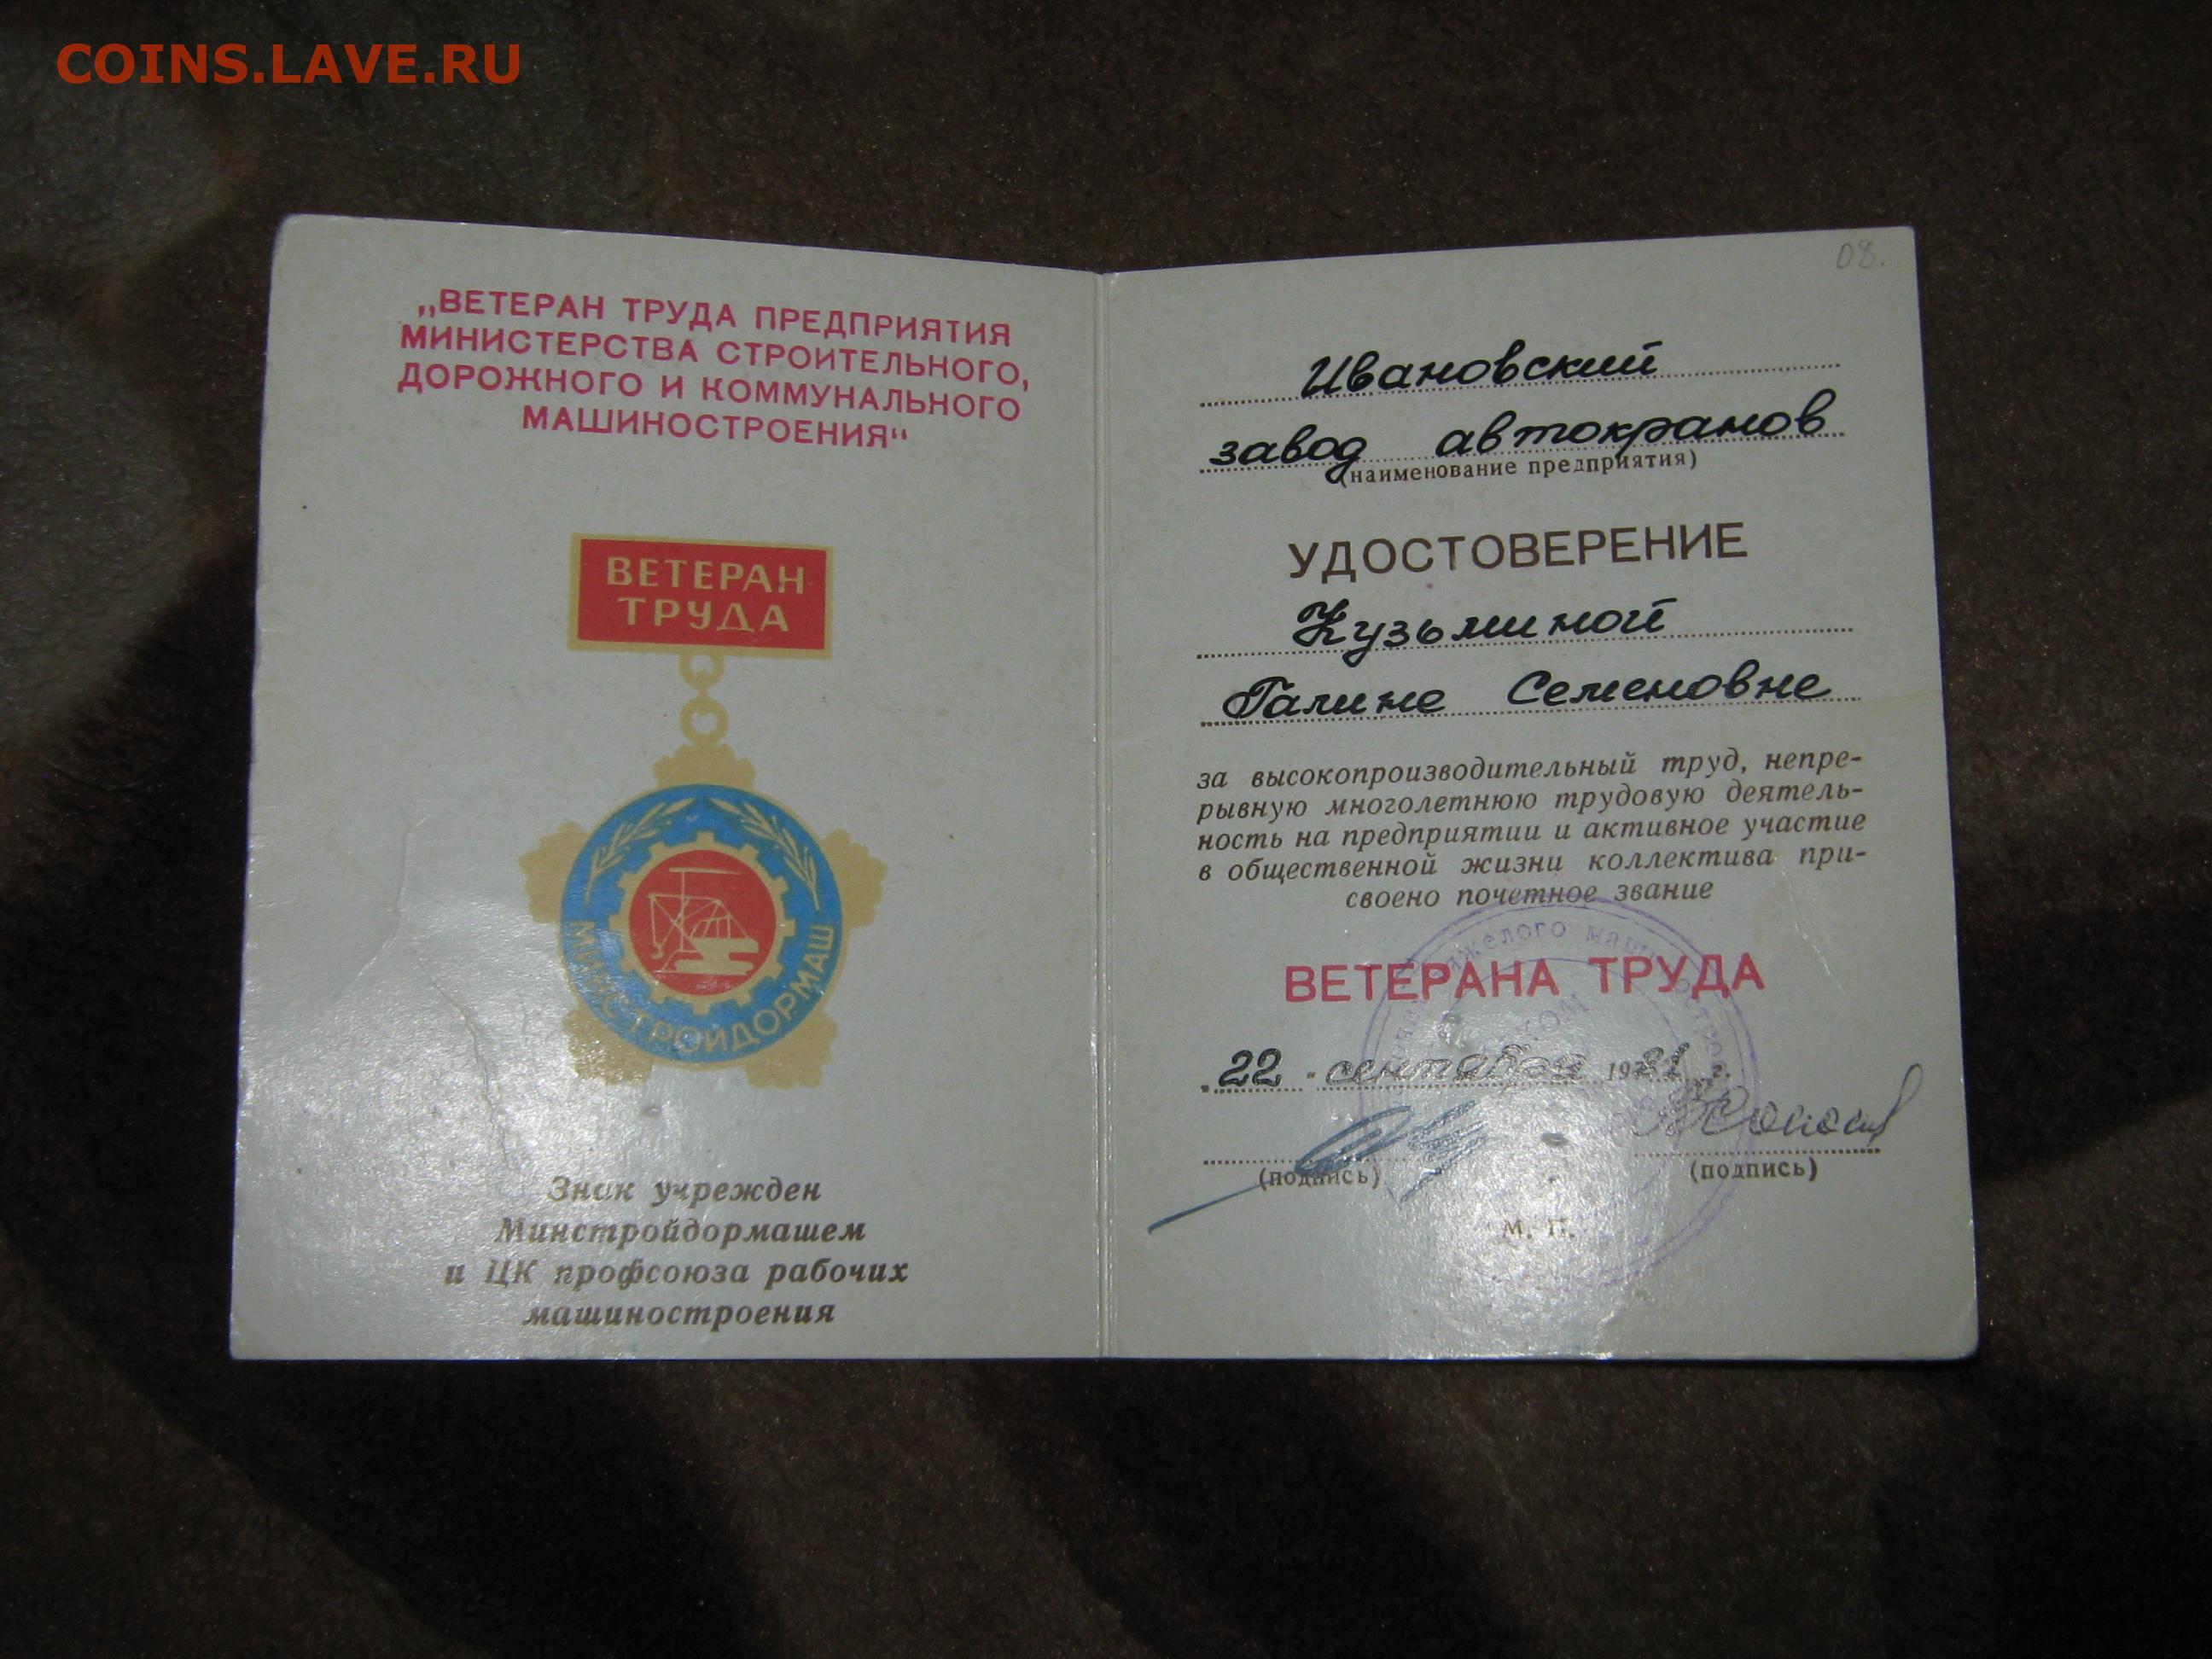 COINS.LAVE.RU
„ВЕТЕРАН ТРУДА ПРЕДПРИЯТИЯ
МИНИСТЕРСТВА СТРОИТЕЛЬНОГО,
ДОРОЖНОГО И КОММУНАЛЬНОГО
МАШИНОСТРОЕНИЯ“
ВЕТЕРАН
ТРУДА
МИНСТРОЙДОРМАШ
Знак учрежден
Минстройдормашем
и ЦК профсоюза рабочих
машиностроения
08.
Ивановский
завод автокранов
(наименование предприятия)
УДОСТОВЕРЕНИЕ
Кузьминой
Галине Семеновне
за высокопроизводительный труд, непре-
рывную многолетнюю трудовую деятель-
ность на предприятии и активное участие
в общественной жизни коллектива при-
своено почетное звание
ВЕТЕРАНА ТРУДА
22 сентября г.
(подпись) (подпись)
М. П.